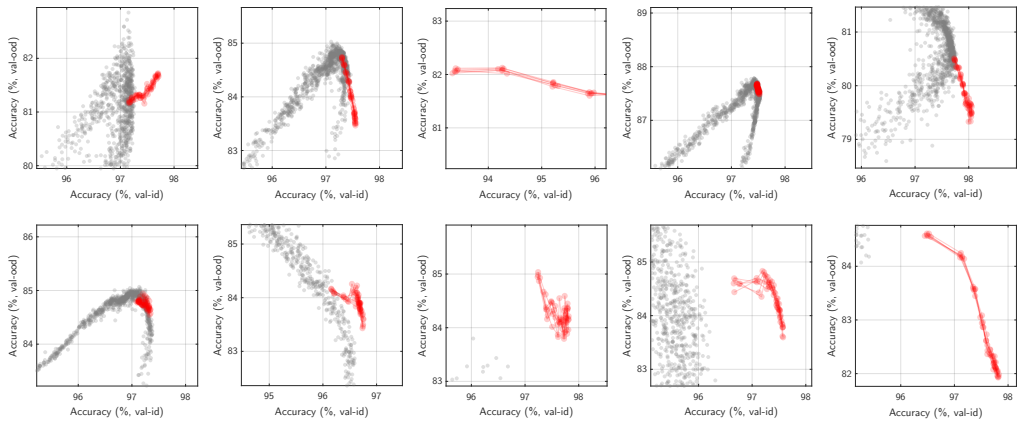 Accuracy (%, val-ood)
82
81
80
96
97
98
Accuracy (%, val-id)
Accuracy (%, val-ood)
85
84
83
96
97
98
Accuracy (%, val-id)
Accuracy (%, val-ood)
83
82
81
94
95
96
Accuracy (%, val-id)
Accuracy (%, val-ood)
89
88
87
96
97
98
Accuracy (%, val-id)
Accuracy (%, val-ood)
81
80
79
97
98
Accuracy (%, val-id)
Accuracy (%, val-ood)
86
85
84
96
97
98
Accuracy (%, val-id)
Accuracy (%, val-ood)
85
84
83
95
96
97
Accuracy (%, val-id)
Accuracy (%, val-ood)
85
84
83
96
97
98
Accuracy (%, val-id)
Accuracy (%, val-ood)
85
84
83
96
97
98
Accuracy (%, val-id)
Accuracy (%, val-ood)
84
83
82
96
97
98
Accuracy (%, val-id)